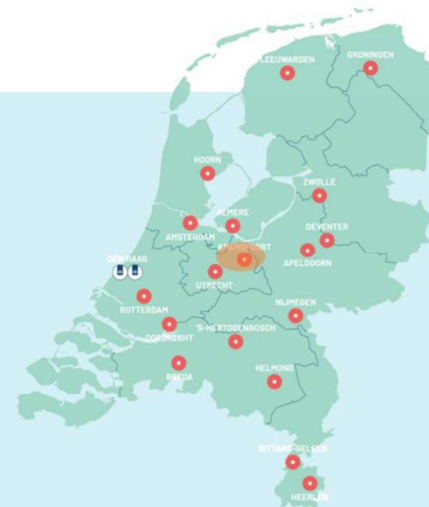 LEEUWARDEN
GRONINGEN
HOORN
ZWOLLE
ALMERE
AMSTERDAM
DEVENTER
AMERSFOORT
APELDOORN
DEN HAAG
UTRECHT
ROTTERDAM
NIJMEGEN
DORDRECHT
'S-HERTOGENBOSCH
BREDA
HELMOND
SITTARD-GELEEN
HEERLEN